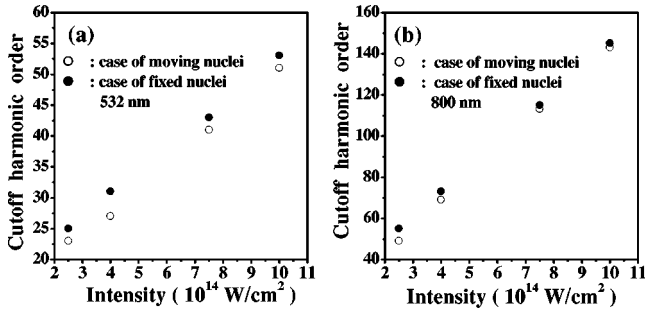 (a)
: case of moving nuclei
: case of fixed nuclei
532 nm
Cutoff harmonic order
60
55
50
45
40
35
30
25
20
2 3 4 5 6 7 8 9 10 11
Intensity ( 10^14 W/cm^2 )
(b)
: case of moving nuclei
: case of fixed nuclei
800 nm
Cutoff harmonic order
160
140
120
100
80
60
40
2 3 4 5 6 7 8 9 10 11
Intensity ( 10^14 W/cm^2 )